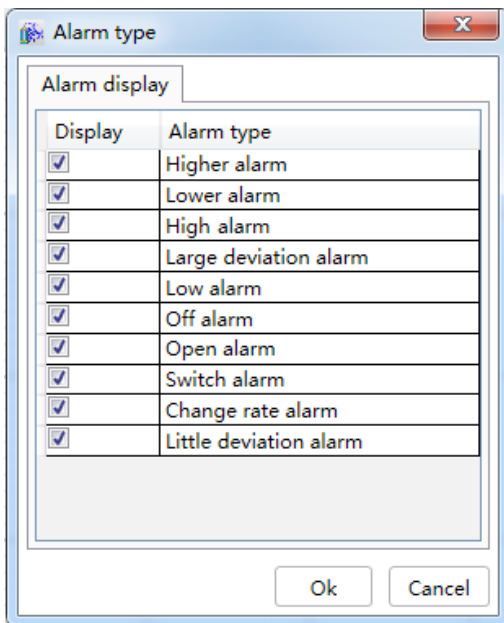 Alarm type
Alarm display
Display Alarm type
Higher alarm
Lower alarm
High alarm
Large deviation alarm
Low alarm
Off alarm
Open alarm
Switch alarm
Change rate alarm
Little deviation alarm
Ok Cancel